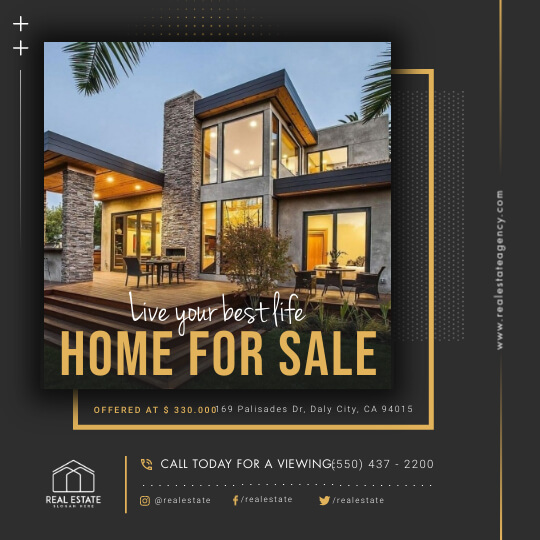 Live your best life
HOME FOR SALE
OFFERED AT $ 330.000 169 Palisades Dr, Daly City, CA 94015
CALL TODAY FOR A VIEWING (550) 437 - 2200
@realestate /realestate /realestate
REAL ESTATE
SLOGAN HERE
www.realestateagency.com